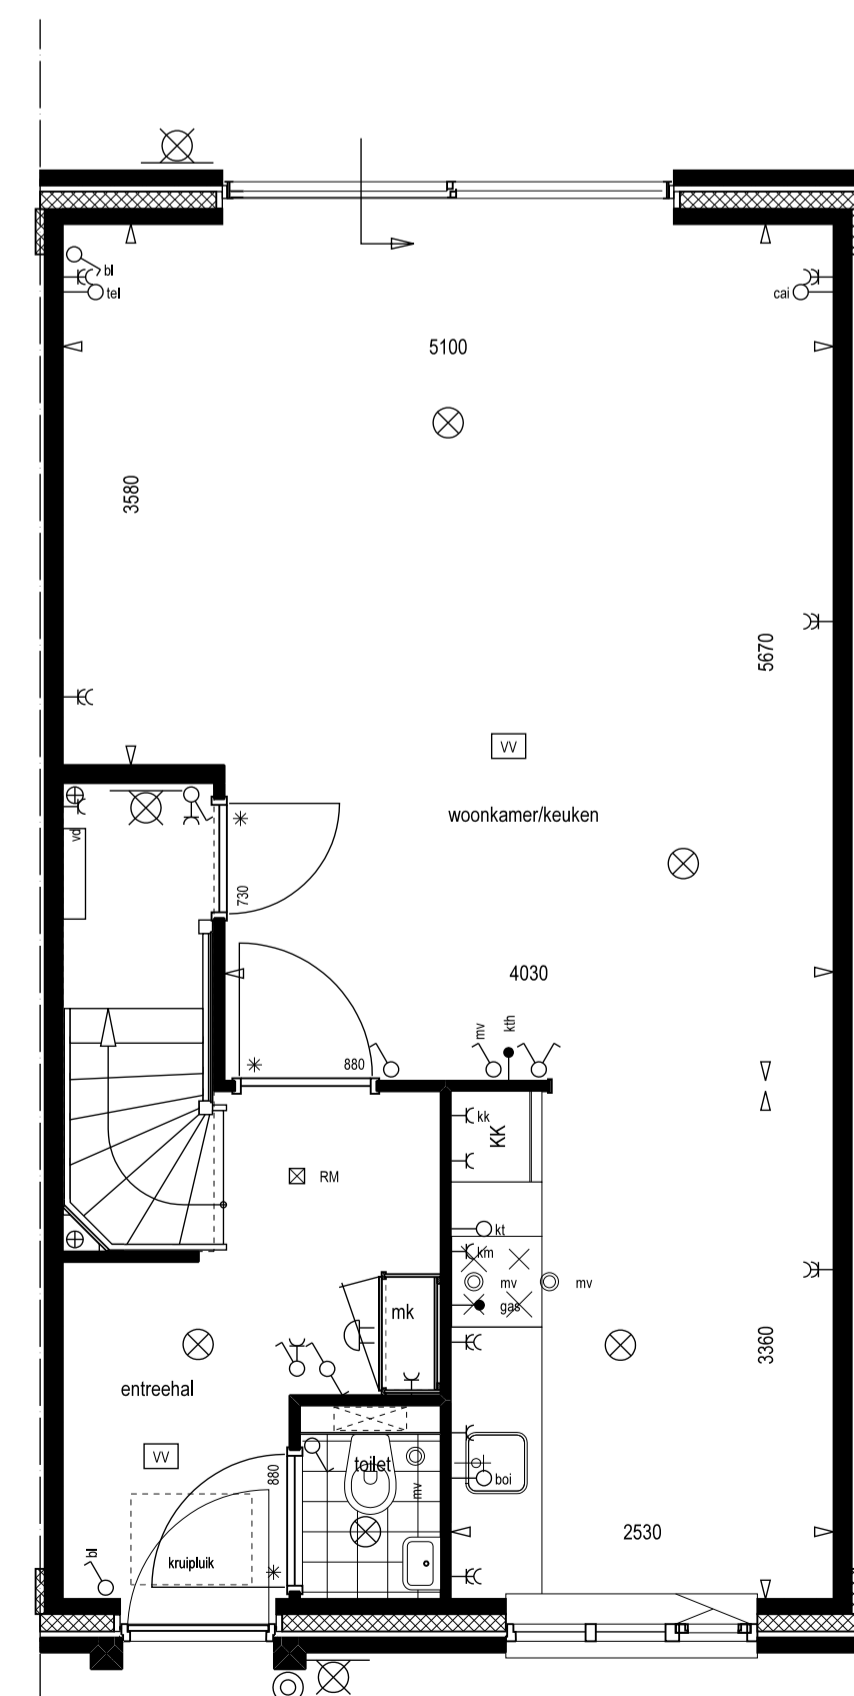 bl
tel
cai
5100
3580
5670
VV
woonkamer/keuken
vd
730
4030
mv
kth
880
kk
KK
RM
kt
km
mv
mv
gas
mk
3360
entreehal
VV
880
toilet
mv
boi
2530
bl
kruipluik